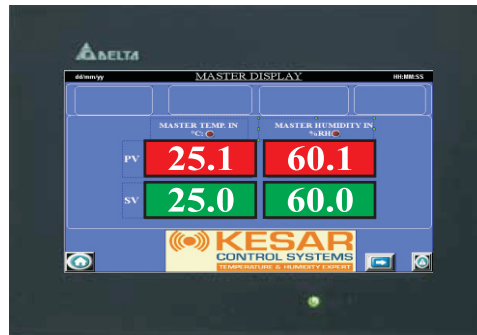 DELTA
dd/mm/yy MASTER DISPLAY HH:MM:SS
MASTER TEMP. IN
°C:
MASTER HUMIDITY IN
%RH
PV 25.1 60.1
SV 25.0 60.0
KESAR
CONTROL SYSTEMS
TEMPERATURE & HUMIDITY EXPERT